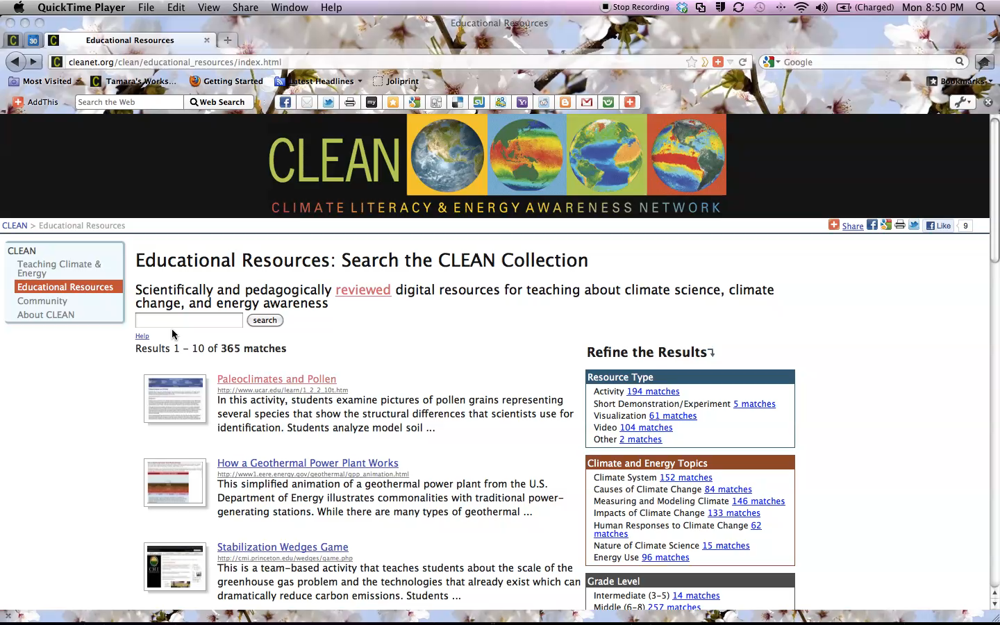 QuickTime Player File Edit View Share Window Help Stop Recording (Charged) Mon 8:50 PM
Educational Resources
C 30 C Educational Resources
cleanet.org/clean/educational_resources/index.html Google
Most Visited Tamara's Works... Getting Started Latest Headlines Joliprint Bookmarks
AddThis Search the Web Web Search
CLEAN
CLIMATE LITERACY & ENERGY AWARENESS NETWORK
CLEAN > Educational Resources Share Like 9
CLEAN
Teaching Climate &
Energy
Educational Resources
Community
About CLEAN
Educational Resources: Search the CLEAN Collection
Scientifically and pedagogically reviewed digital resources for teaching about climate science, climate
change, and energy awareness
search
Help
Results 1 - 10 of 365 matches
Paleoclimates and Pollen
http://www.ucar.edu/learn/1_2_2_10t.htm
In this activity, students examine pictures of pollen grains representing
several species that show the structural differences that scientists use for
identification. Students analyze model soil ...
How a Geothermal Power Plant Works
http://www1.eere.energy.gov/geothermal/gpp_animation.html
This simplified animation of a geothermal power plant from the U.S.
Department of Energy illustrates commonalities with traditional power-
generating stations. While there are many types of geothermal ...
Stabilization Wedges Game
http://cmi.princeton.edu/wedges/game.php
This is a team-based activity that teaches students about the scale of the
greenhouse gas problem and the technologies that already exist which can
dramatically reduce carbon emissions. Students ...
Refine the Results
Resource Type
Activity 194 matches
Short Demonstration/Experiment 5 matches
Visualization 61 matches
Video 104 matches
Other 2 matches
Climate and Energy Topics
Climate System 152 matches
Causes of Climate Change 84 matches
Measuring and Modeling Climate 146 matches
Impacts of Climate Change 133 matches
Human Responses to Climate Change 62
matches
Nature of Climate Science 15 matches
Energy Use 96 matches
Grade Level
Intermediate (3-5) 14 matches
Middle (6-8) 257 matches